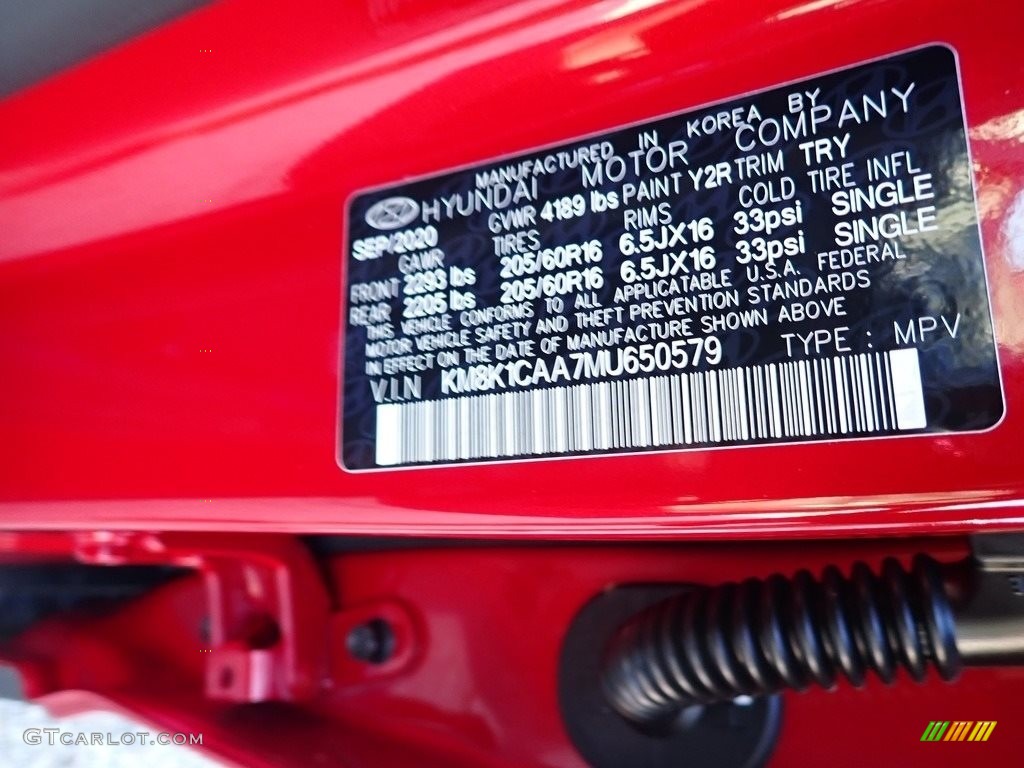 MANUFACTURED IN KOREA BY
HYUNDAI MOTOR COMPANY
SEP/2020 GVWR 4189 lbs PAINT Y2R TRIM TRY
GAWR TIRES RIMS COLD TIRE INFL
FRONT 2293 lbs 205/60R16 6.5JX16 33psi SINGLE
REAR 2205 lbs 205/60R16 6.5JX16 33psi SINGLE
THIS VEHICLE CONFORMS TO ALL APPLICATABLE U.S.A. FEDERAL
MOTOR VEHICLE SAFETY AND THEFT PREVENTION STANDARDS
IN EFFECT ON THE DATE OF MANUFACTURE SHOWN ABOVE
V.I.N KM8K1CAA7MU650579 TYPE : MPV
GTCARLOT.COM